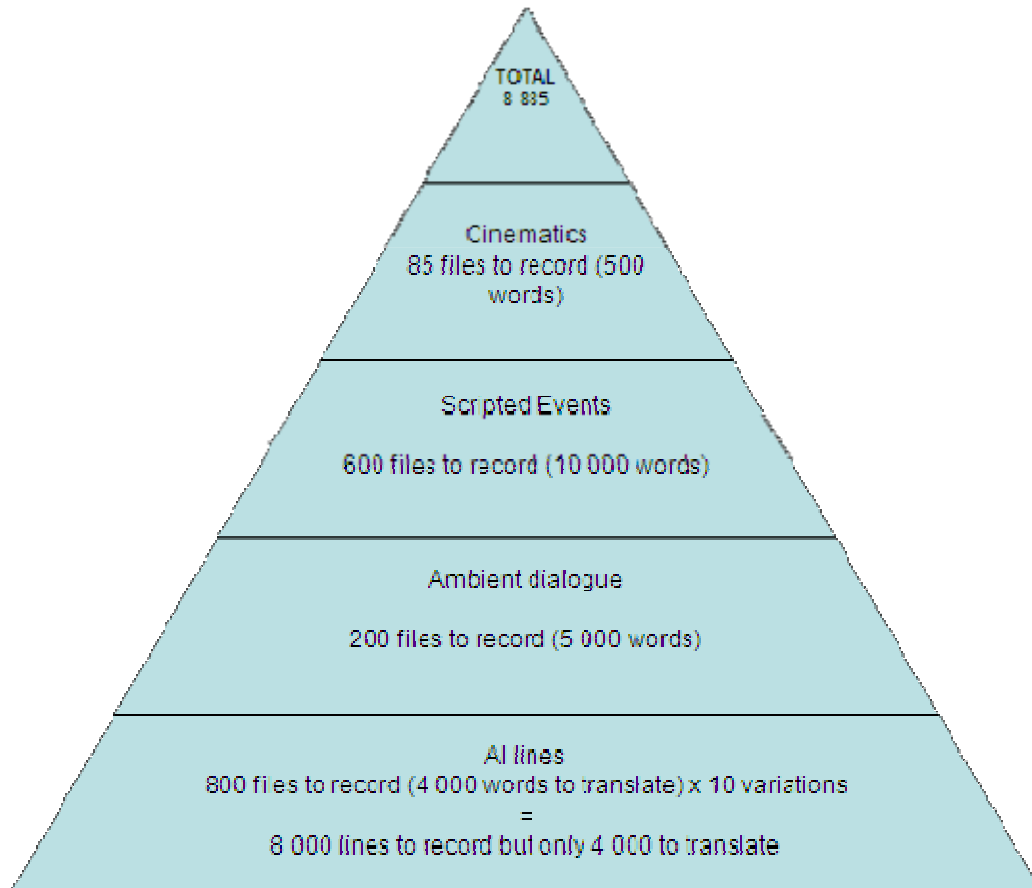 TOTAL
8 885
Cinematics
85 files to record (500
words)
Scripted Events
600 files to record (10 000 words)
Ambient dialogue
200 files to record (5 000 words)
AI lines
800 files to record (4 000 words to translate) x 10 variations
=
8 000 lines to record but only 4 000 to translate